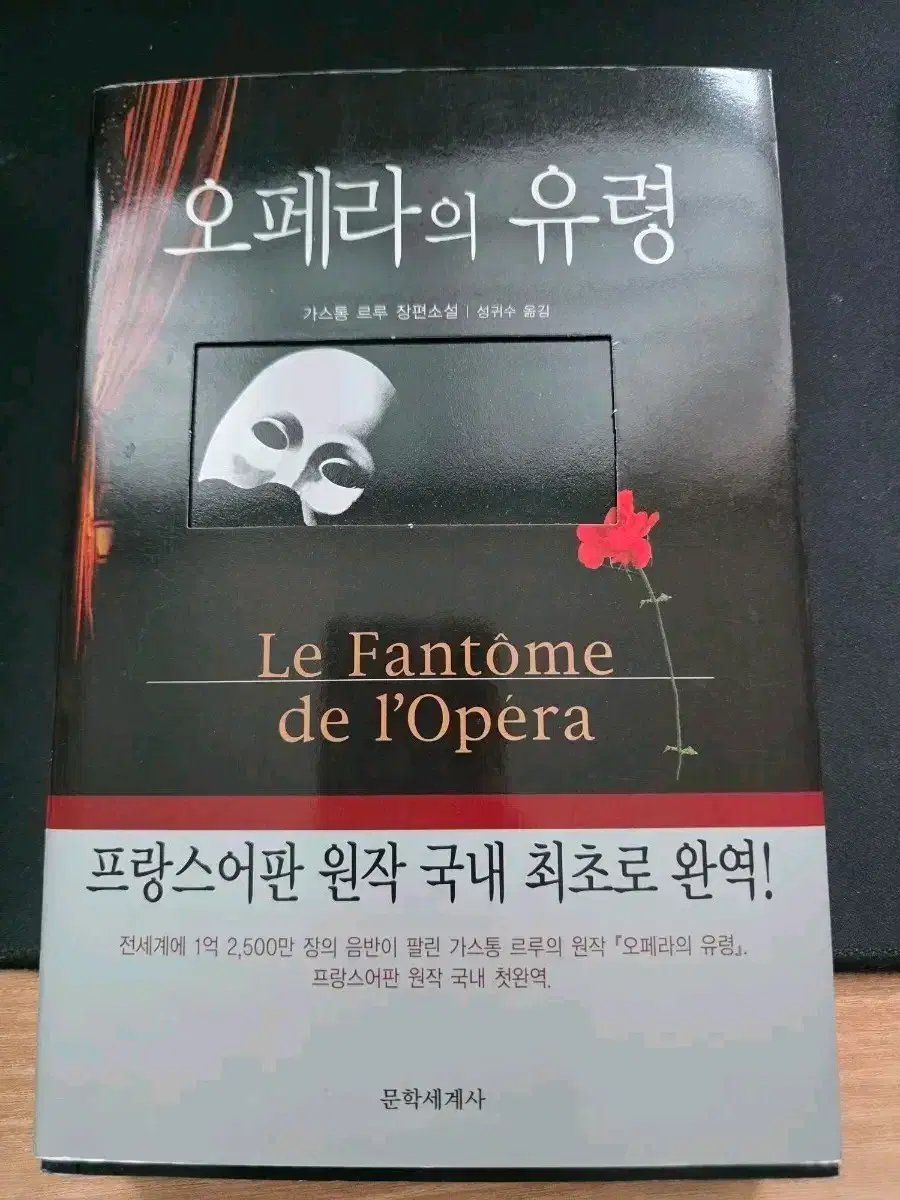 오페라의 유령
가스통 르루 장편소설 | 성귀수 옮김
Le Fantôme
de l'Opéra
프랑스어판 원작 국내 최초로 완역!
전세계에 1억 2,500만 장의 음반이 팔린 가스통 르루의 원작 『오페라의 유령』.
프랑스어판 원작 국내 첫완역.
문학세계사